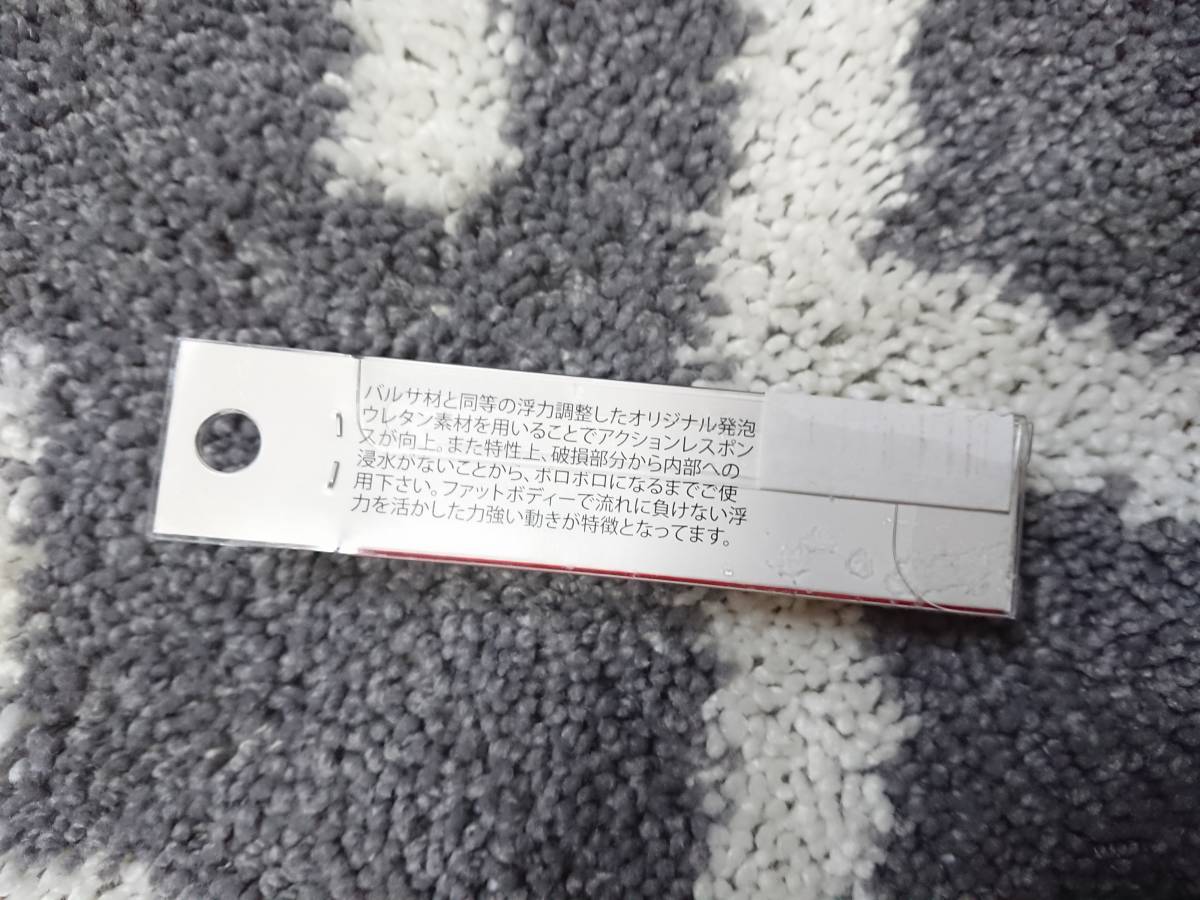 バルサ材と同等の浮力調整したオリジナル発泡
ウレタン素材を用いることでアクションレスポン
スが向上。また特性上、破損部分から内部への
浸水がないことから、ボロボロになるまでご使
用下さい。ファットボディーで流れに負けない浮
力を活かした力強い動きが特徴となってます。